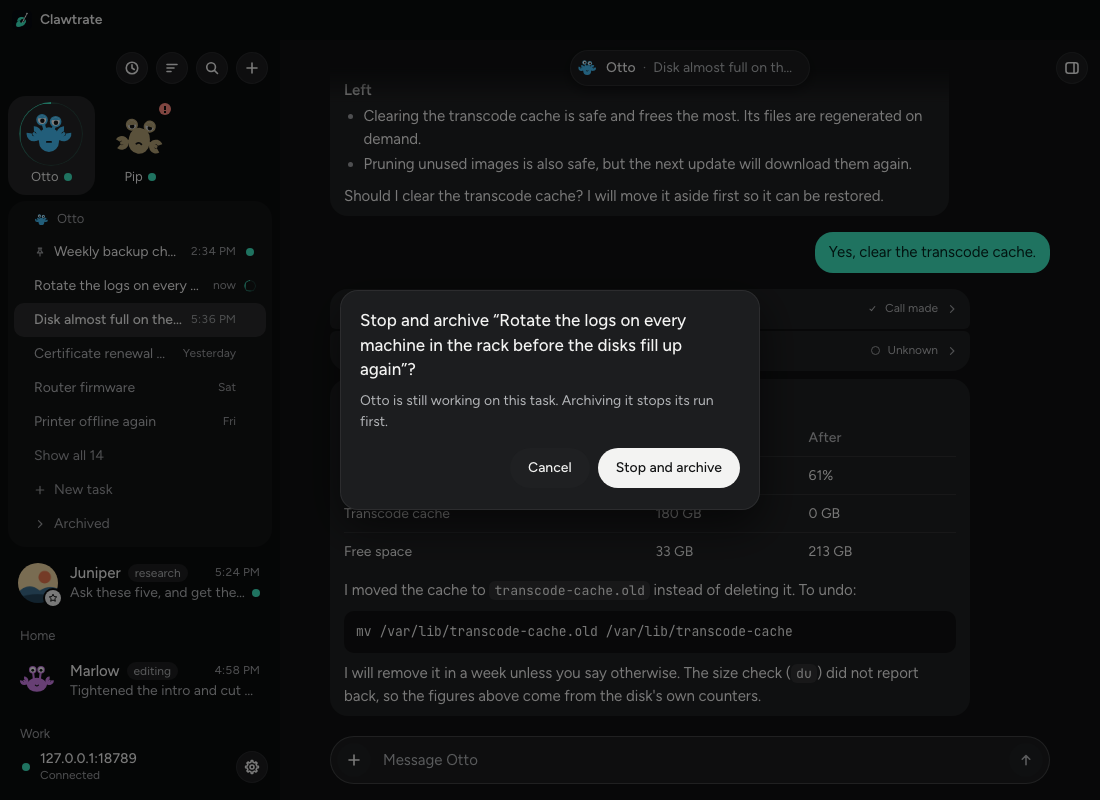 Clawtrate
Otto
Pip
Otto
Weekly backup ch... 2:34 PM
Rotate the logs on every ... now
Disk almost full on the... 5:36 PM
Certificate renewal ... Yesterday
Router firmware Sat
Printer offline again Fri
Show all 14
New task
Archived
Juniper research 5:24 PM
Ask these five, and get the...
Home
Marlow editing 4:58 PM
Tightened the intro and cut ...
Work
127.0.0.1:18789
Connected
Otto · Disk almost full on th...
Left
• Clearing the transcode cache is safe and frees the most. Its files are regenerated on
demand.
• Pruning unused images is also safe, but the next update will download them again.
Should I clear the transcode cache? I will move it aside first so it can be restored.
Yes, clear the transcode cache.
Call made
Unknown
Stop and archive “Rotate the logs on every
machine in the rack before the disks fill up
again”?
Otto is still working on this task. Archiving it stops its run
first.
Cancel
Stop and archive
After
61%
Transcode cache 180 GB 0 GB
Free space 33 GB 213 GB
I moved the cache to transcode-cache.old instead of deleting it. To undo:
mv /var/lib/transcode-cache.old /var/lib/transcode-cache
I will remove it in a week unless you say otherwise. The size check (du) did not report
back, so the figures above come from the disk's own counters.
Message Otto